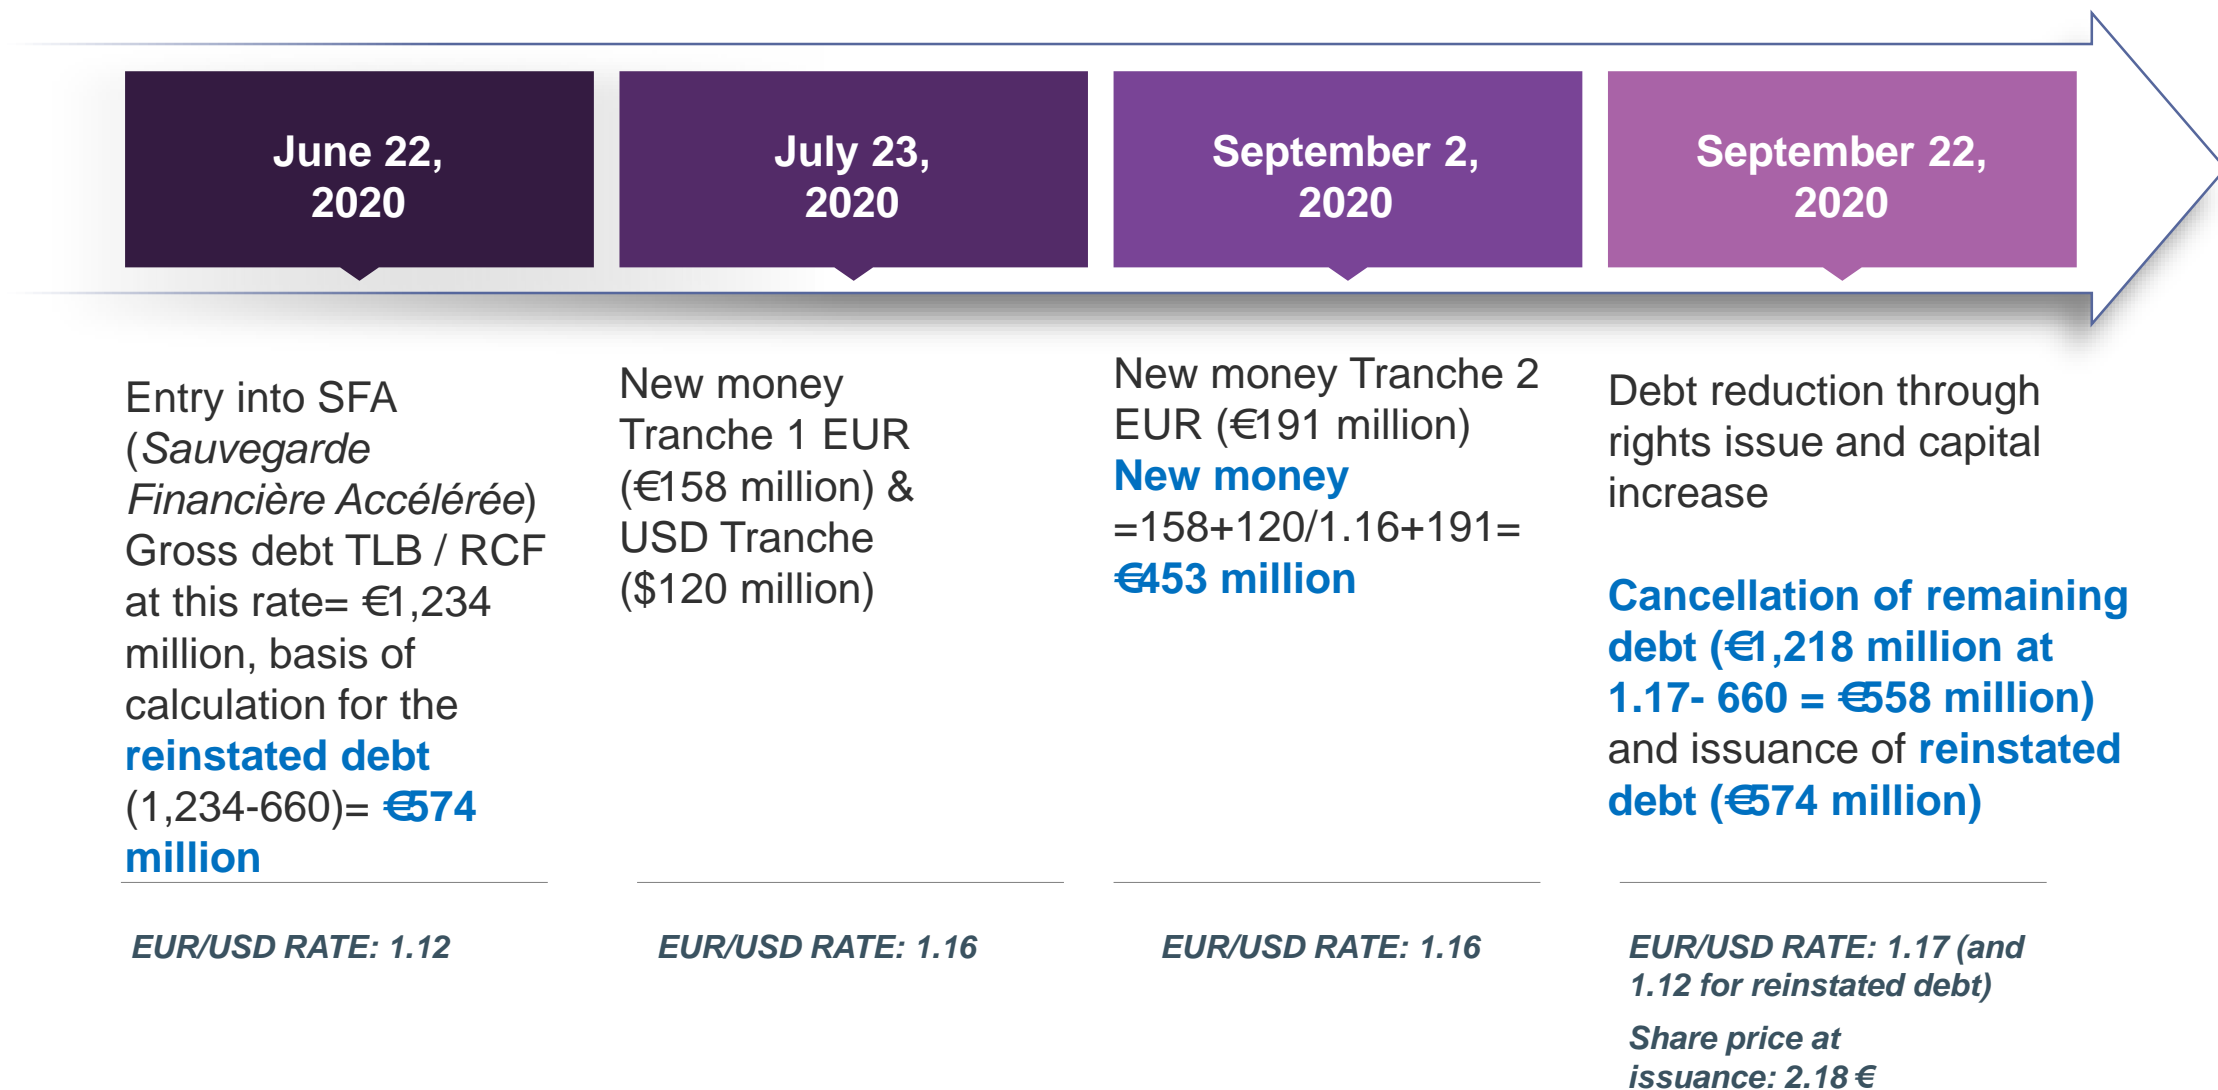 June 22,
2020
July 23,
2020
September 2,
2020
September 22,
2020
Entry into SFA
(Sauvegarde
Financière Accélérée)
Gross debt TLB / RCF
at this rate= €1,234
million, basis of
calculation for the
reinstated debt
(1,234-660)= €574
million
EUR/USD RATE: 1.12
New money
Tranche 1 EUR
(€158 million) &
USD Tranche
($120 million)
EUR/USD RATE: 1.16
New money Tranche 2
EUR (€191 million)
New money
=158+120/1.16+191=
€453 million
EUR/USD RATE: 1.16
Debt reduction through
rights issue and capital
increase
Cancellation of remaining
debt (€1,218 million at
1.17- 660 = €558 million)
and issuance of reinstated
debt (€574 million)
EUR/USD RATE: 1.17 (and
1.12 for reinstated debt)
Share price at
issuance: 2.18 €